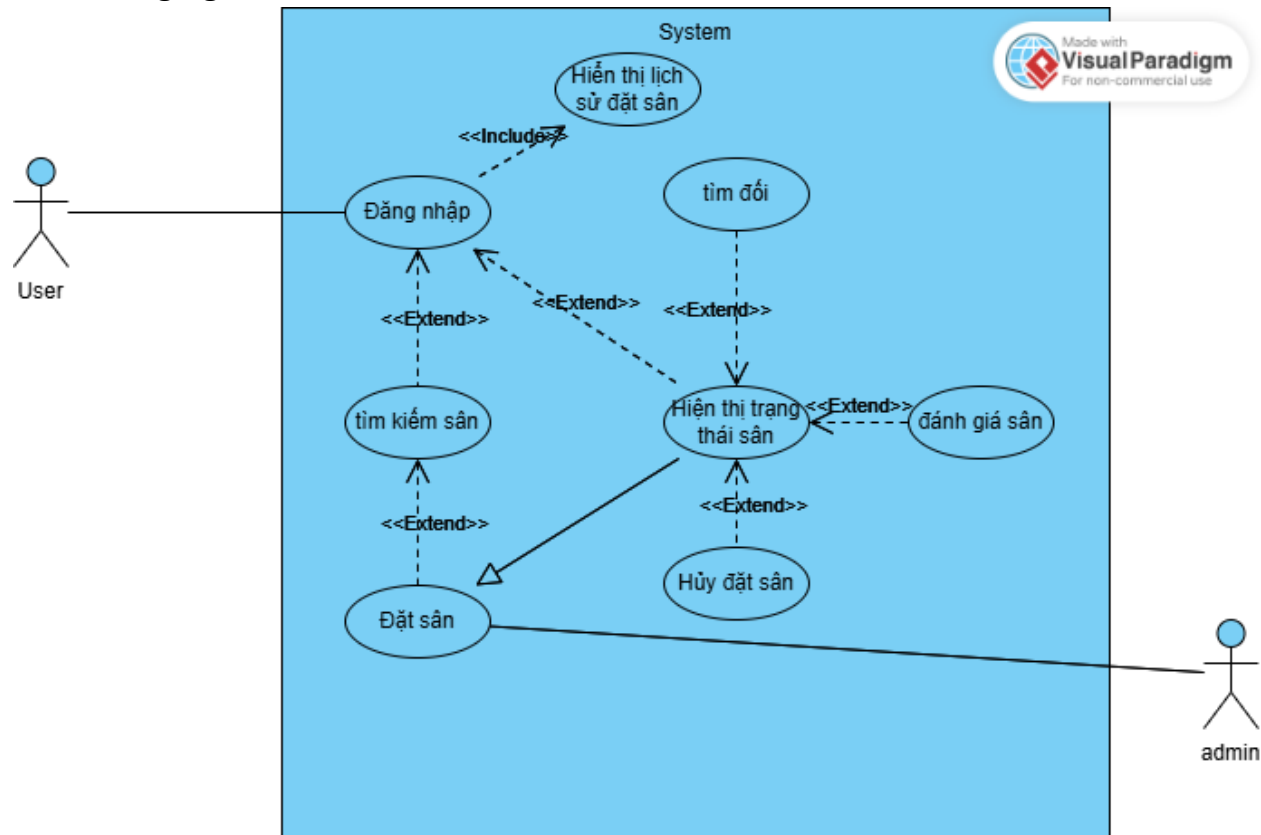 System
Made with
Visual Paradigm
For non-commercial use
Hiển thị lịch
sử đặt sân
<<Include>>
Đăng nhập
tìm đối
User
<<Extend>>
<<Extend>>
<<Extend>>
tìm kiếm sân
Hiện thị trạng
thái sân
<<Extend>>
đánh giá sân
<<Extend>>
<<Extend>>
Đặt sân
Hủy đặt sân
admin